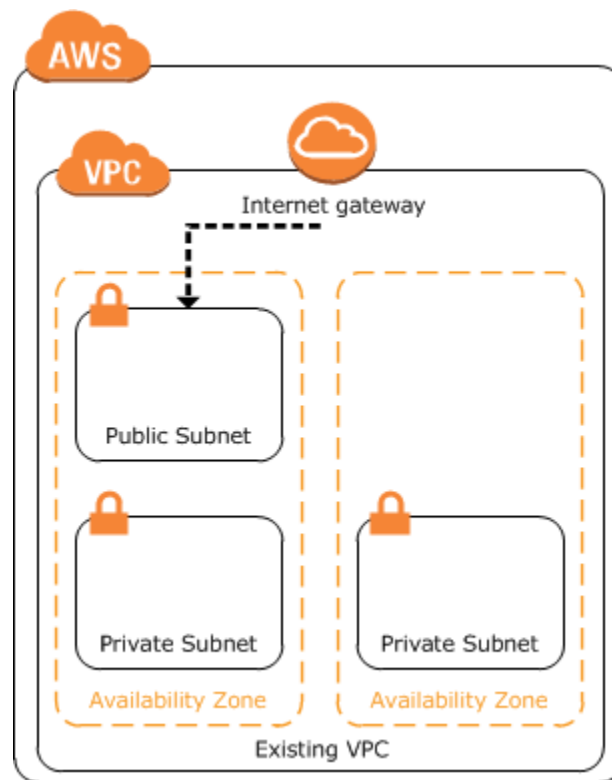 AWS
VPC
Internet gateway
Public Subnet
Private Subnet
Private Subnet
Availability Zone
Availability Zone
Existing VPC